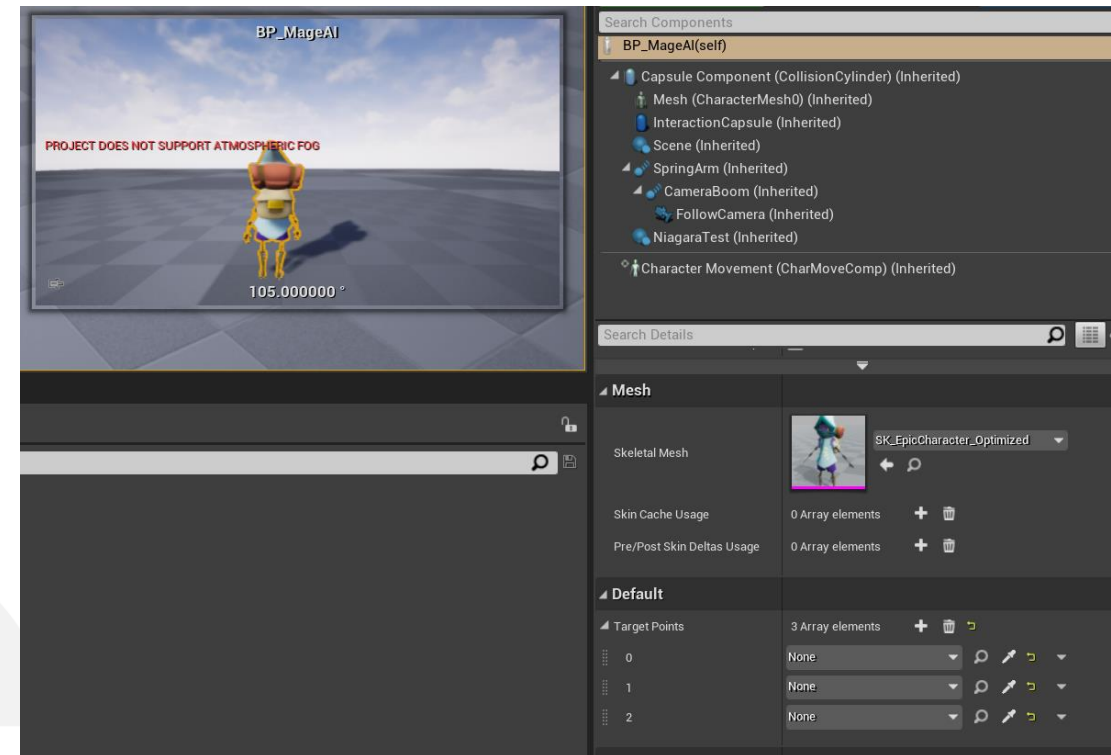 BP_MageAI
PROJECT DOES NOT SUPPORT ATMOSPHERIC FOG
105.000000 °
Search Components
BP_MageAI(self)
Capsule Component (CollisionCylinder) (Inherited)
Mesh (CharacterMesh0) (Inherited)
InteractionCapsule (Inherited)
Scene (Inherited)
SpringArm (Inherited)
CameraBoom (Inherited)
FollowCamera (Inherited)
NiagaraTest (Inherited)
Character Movement (CharMoveComp) (Inherited)
Search Details
Mesh
Skeletal Mesh
SK_EpicCharacter_Optimized
Skin Cache Usage 0 Array elements
Pre/Post Skin Deltas Usage 0 Array elements
Default
Target Points 3 Array elements
0 None
1 None
2 None